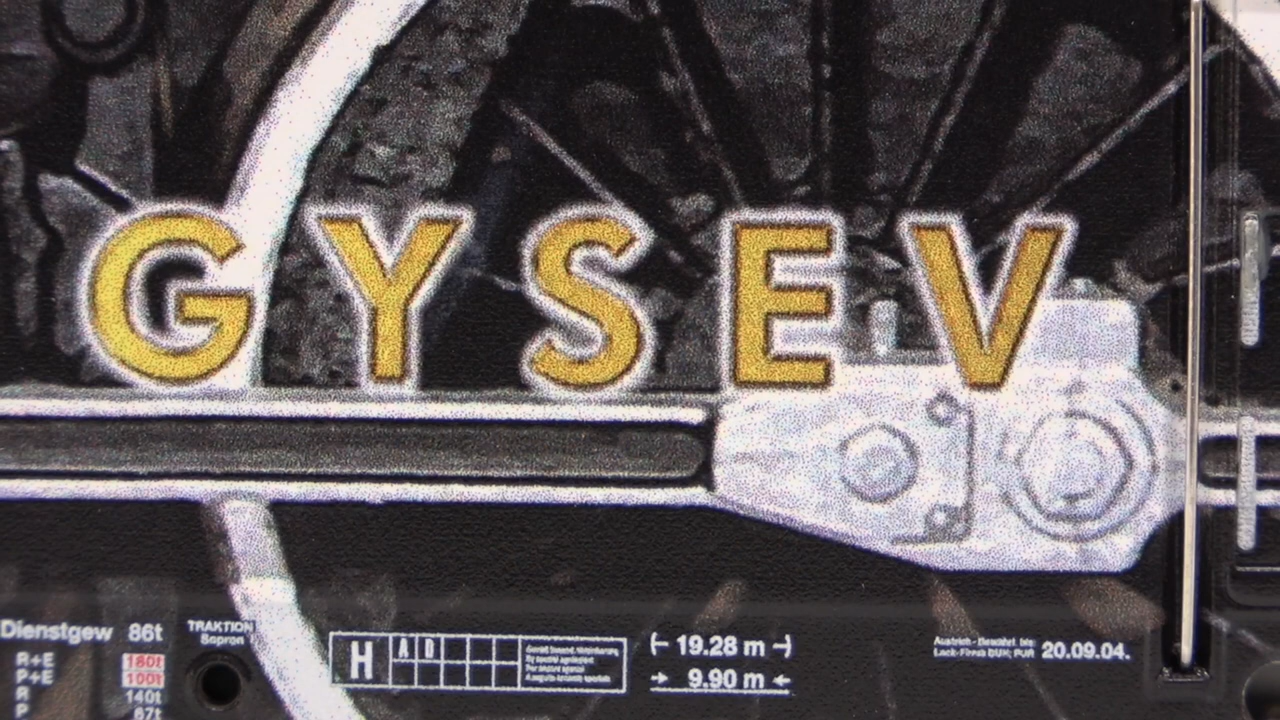 GYSEV
Dienstgew 86t
R+E 180t
P+E 100t
R 140t
P 87t
TRAKTION
Sopron
H A D
19.28 m
9.90 m
20.09.04.